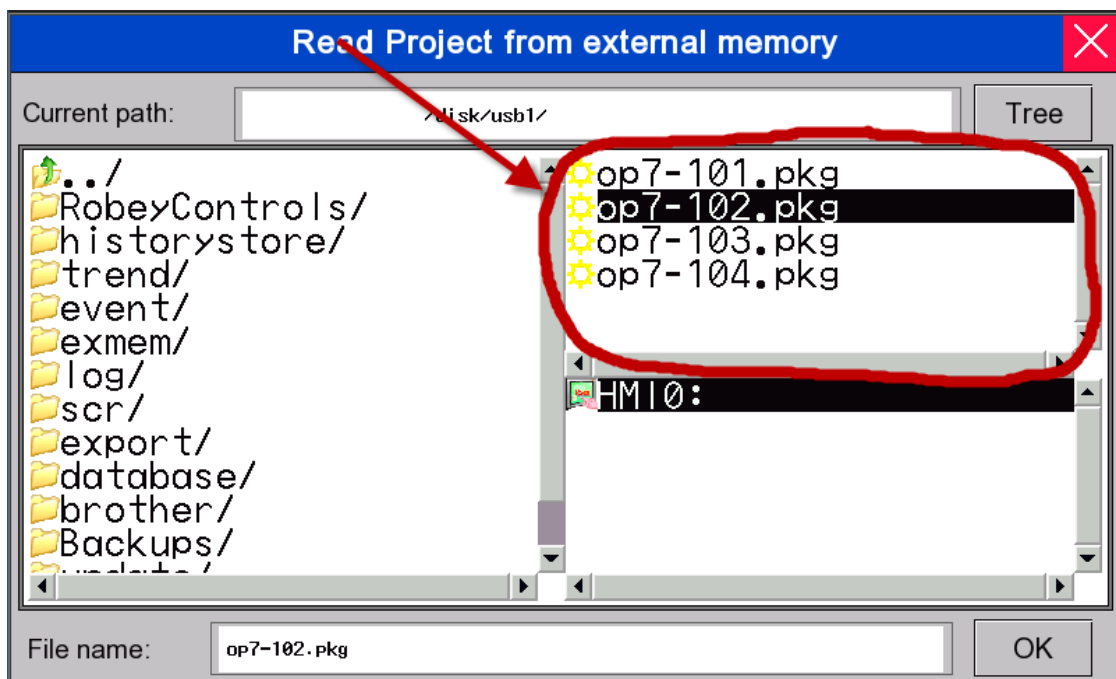 Read Project from external memory
Current path:
/disk/usb1/
Tree
../
RobeyControls/
historystore/
trend/
event/
exmem/
log/
scr/
export/
database/
brother/
Backups/
update/
op7-101.pkg
op7-102.pkg
op7-103.pkg
op7-104.pkg
HMI0:
File name:
op7-102.pkg
OK